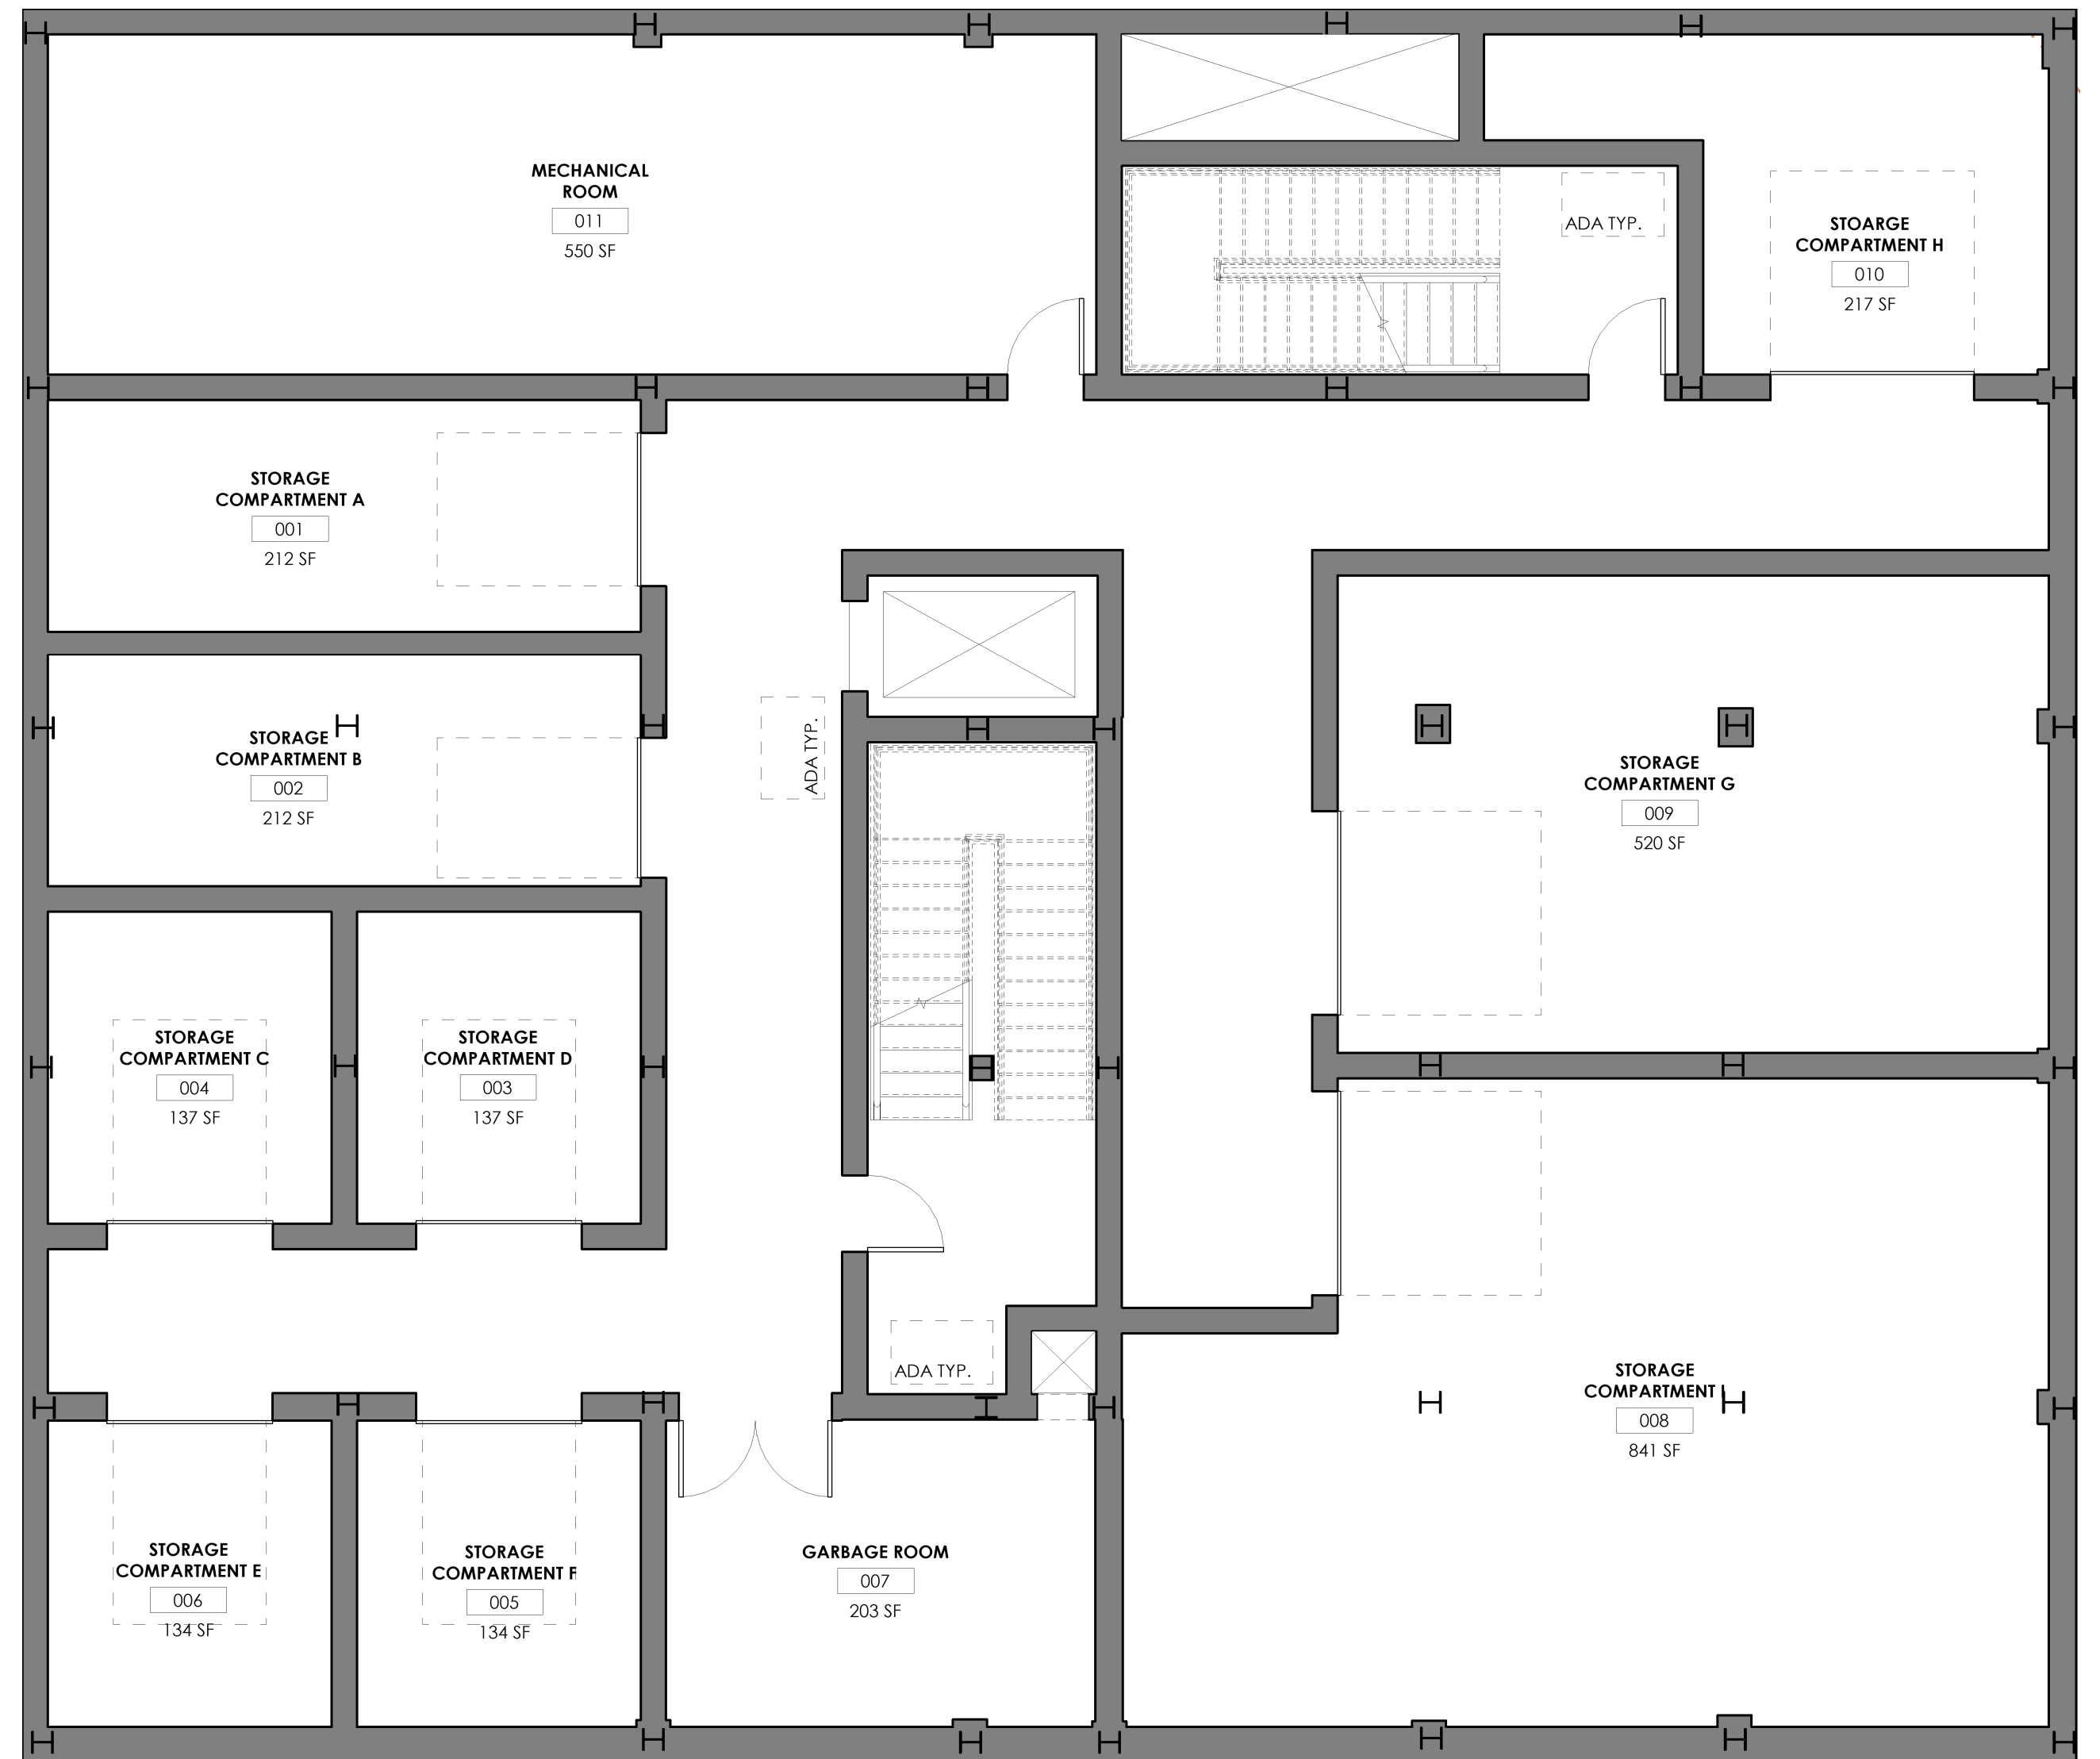 MECHANICAL
ROOM
011
550 SF
ADA TYP.
STOARGE
COMPARTMENT H
010
217 SF
STORAGE
COMPARTMENT A
001
212 SF
STORAGE
COMPARTMENT B
002
212 SF
ADA TYP.
STORAGE
COMPARTMENT G
009
520 SF
STORAGE
COMPARTMENT C
004
137 SF
STORAGE
COMPARTMENT D
003
137 SF
ADA TYP.
STORAGE
COMPARTMENT I
008
841 SF
STORAGE
COMPARTMENT E
006
134 SF
STORAGE
COMPARTMENT F
005
134 SF
GARBAGE ROOM
007
203 SF